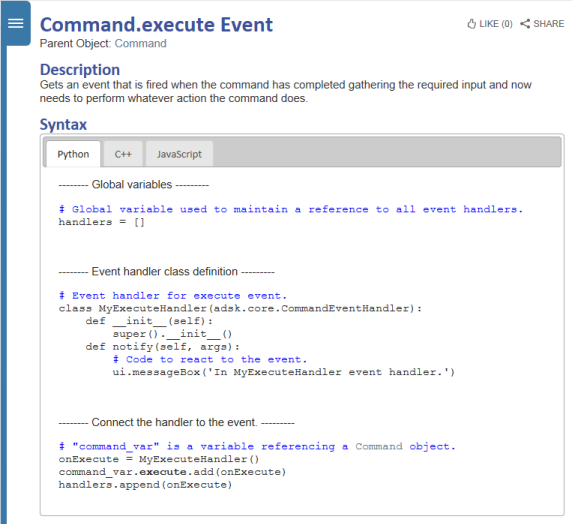 Command.execute Event
LIKE (0) SHARE
Parent Object: Command
Description
Gets an event that is fired when the command has completed gathering the required input and now
needs to perform whatever action the command does.
Syntax
Python C++ JavaScript
-------- Global variables ---------
# Global variable used to maintain a reference to all event handlers.
handlers = []
-------- Event handler class definition ---------
# Event handler for execute event.
class MyExecuteHandler(adsk.core.CommandEventHandler):
    def __init__(self):
        super().__init__()
    def notify(self, args):
        # Code to react to the event.
        ui.messageBox('In MyExecuteHandler event handler.')
-------- Connect the handler to the event. ---------
# "command_var" is a variable referencing a Command object.
onExecute = MyExecuteHandler()
command_var.execute.add(onExecute)
handlers.append(onExecute)